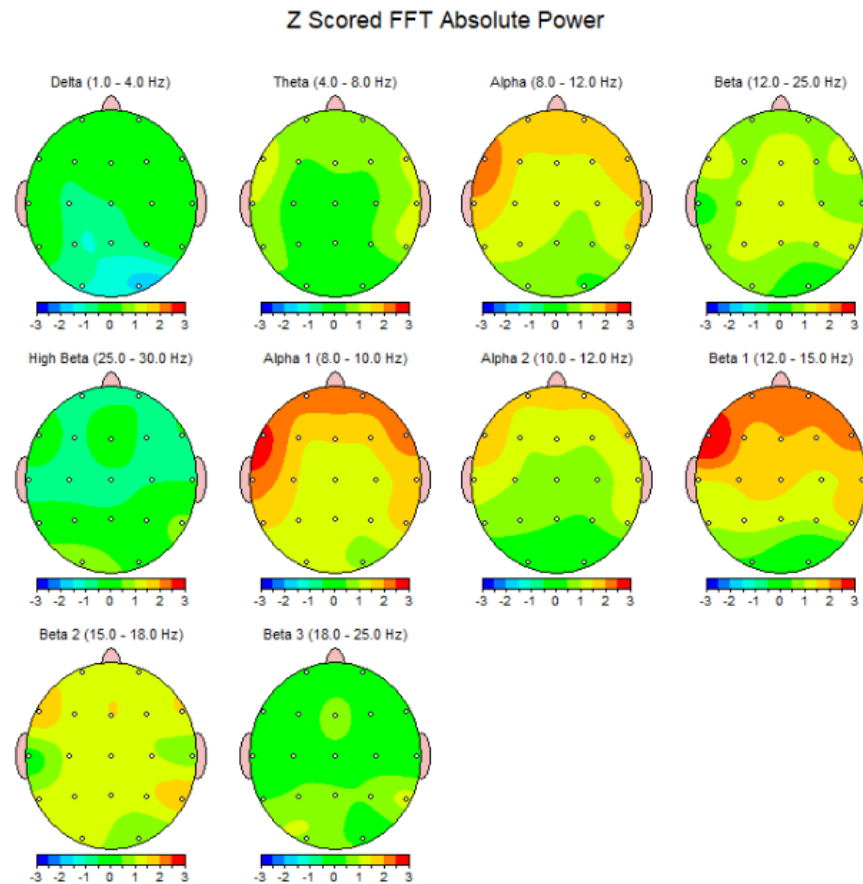 Z Scored FFT Absolute Power
Delta (1.0 - 4.0 Hz)
Theta (4.0 - 8.0 Hz)
Alpha (8.0 - 12.0 Hz)
Beta (12.0 - 25.0 Hz)
-3 -2 -1 0 1 2 3
-3 -2 -1 0 1 2 3
-3 -2 -1 0 1 2 3
-3 -2 -1 0 1 2 3
High Beta (25.0 - 30.0 Hz)
Alpha 1 (8.0 - 10.0 Hz)
Alpha 2 (10.0 - 12.0 Hz)
Beta 1 (12.0 - 15.0 Hz)
-3 -2 -1 0 1 2 3
-3 -2 -1 0 1 2 3
-3 -2 -1 0 1 2 3
-3 -2 -1 0 1 2 3
Beta 2 (15.0 - 18.0 Hz)
Beta 3 (18.0 - 25.0 Hz)
-3 -2 -1 0 1 2 3
-3 -2 -1 0 1 2 3